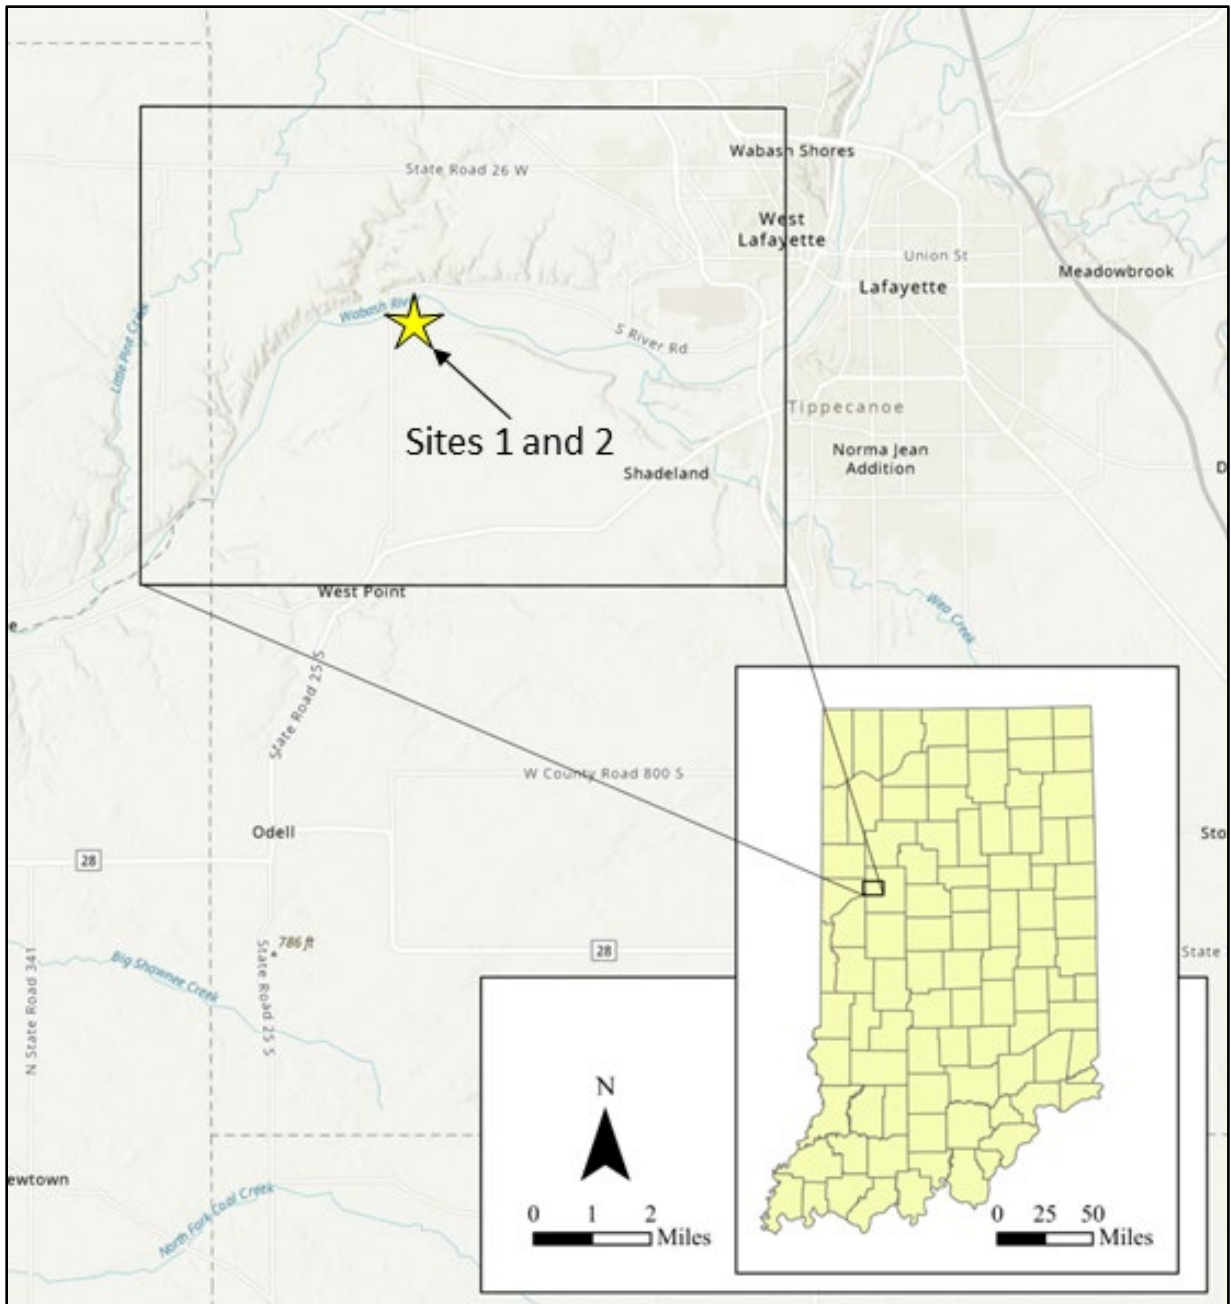 Wabash Shores
State Road 26 W
West
Lafayette
Union St
Meadowbrook
Lafayette
Wabash River
Little Pine Creek
S River Rd
Tippecanoe
Sites 1 and 2
Norma Jean
Addition
Shadeland
D
West Point
e
Wea Creek
State Road 25 S
W County Road 800 S
Odell
Sto
28
786 ft
28
State
N State Road 341
Big Shawnee Creek
State Road 25 S
N
ewtown
North Fork Coal Creek
0 1 2
Miles
0 25 50
Miles